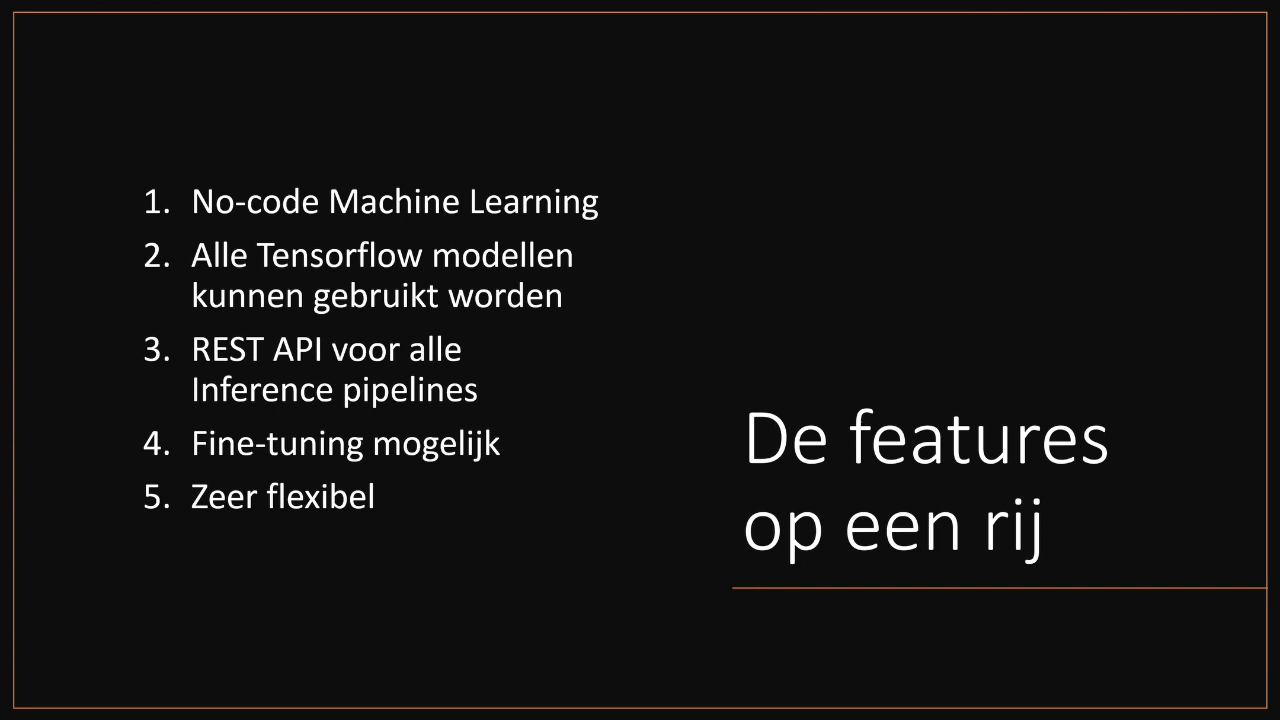 1. No-code Machine Learning
2. Alle Tensorflow modellen
kunnen gebruikt worden
3. REST API voor alle
Inference pipelines
4. Fine-tuning mogelijk
5. Zeer flexibel
De features
op een rij